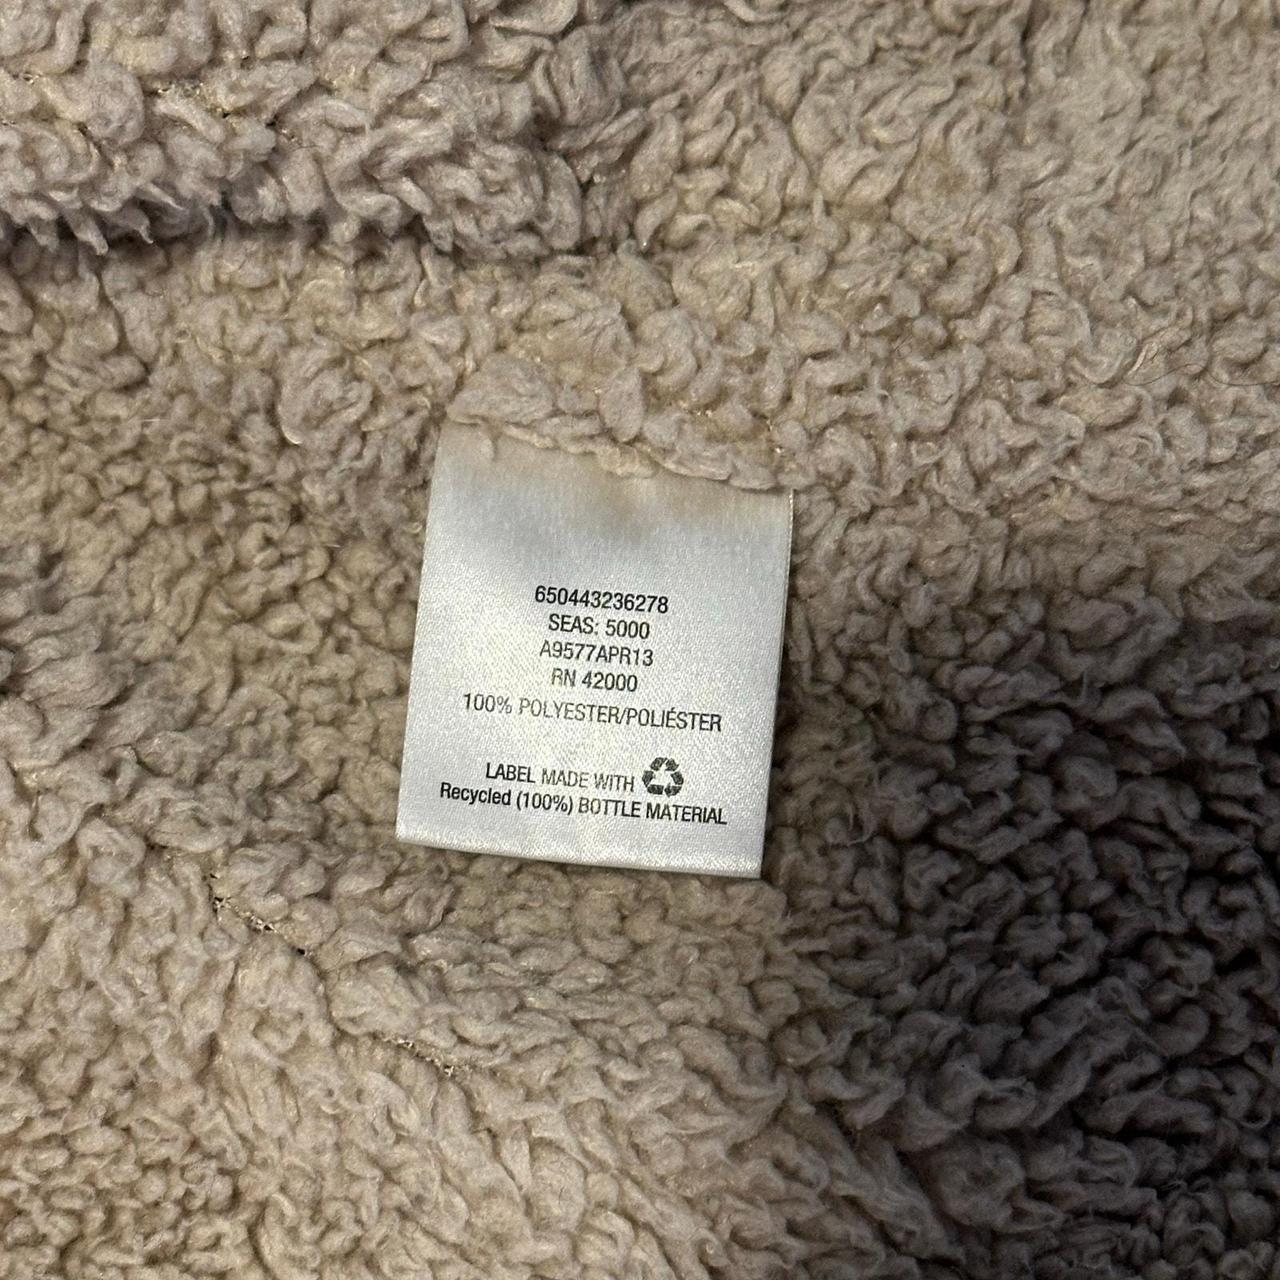 650443236278
SEAS: 5000
A9577APR13
RN 42000
100% POLYESTER/POLIÉSTER
LABEL MADE WITH
Recycled (100%) BOTTLE MATERIAL